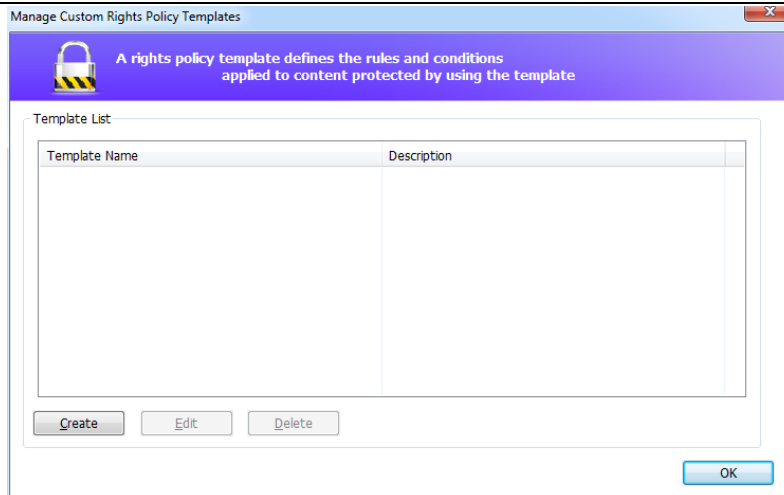 Manage Custom Rights Policy Templates
A rights policy template defines the rules and conditions
applied to content protected by using the template
Template List
Template Name Description
Create Edit Delete
OK